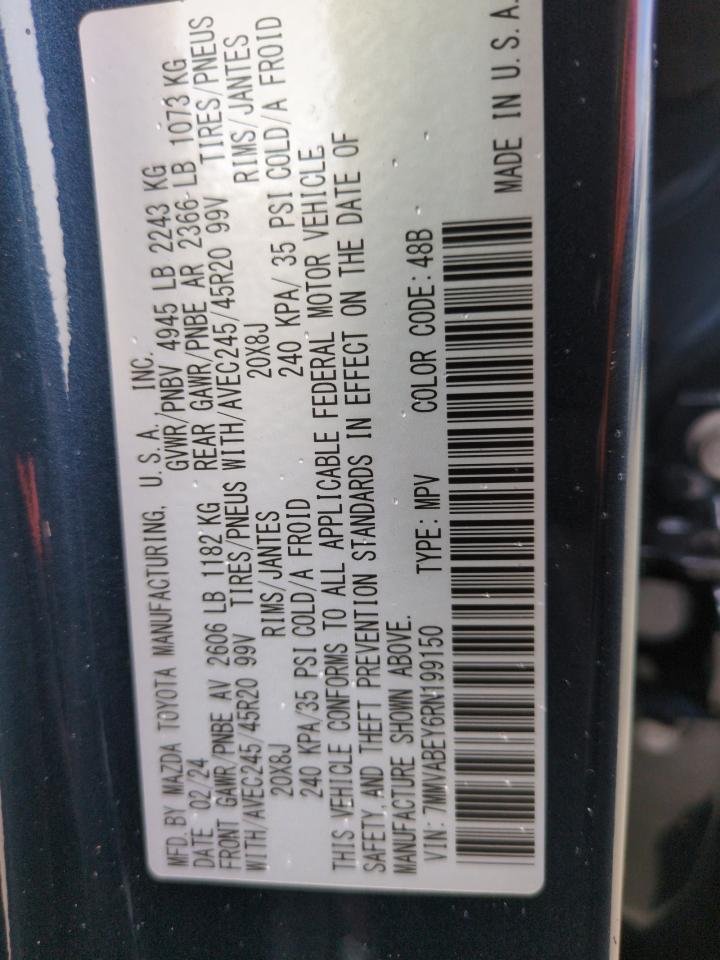 MFD. BY MAZDA TOYOTA MANUFACTURING, U.S.A., INC.
DATE 02/24 GVWR/PNBV 4945 LB 2243 KG
FRONT GAWR/PNBE AV 2606 LB 1182 KG REAR GAWR/PNBE AR 2366 LB 1073 KG
WITH/AVEC245/45R20 99V TIRES/PNEUS WITH/AVEC245/45R20 99V TIRES/PNEUS
20X8J RIMS/JANTES 20X8J RIMS/JANTES
240 KPA/35 PSI COLD/A FROID 240 KPA/ 35 PSI COLD/A FROID
THIS VEHICLE CONFORMS TO ALL APPLICABLE FEDERAL MOTOR VEHICLE
SAFETY, AND THEFT PREVENTION STANDARDS IN EFFECT ON THE DATE OF
MANUFACTURE SHOWN ABOVE.
VIN: 7MMVABEY6RN199150 TYPE: MPV COLOR CODE: 48B
MADE IN U.S.A.